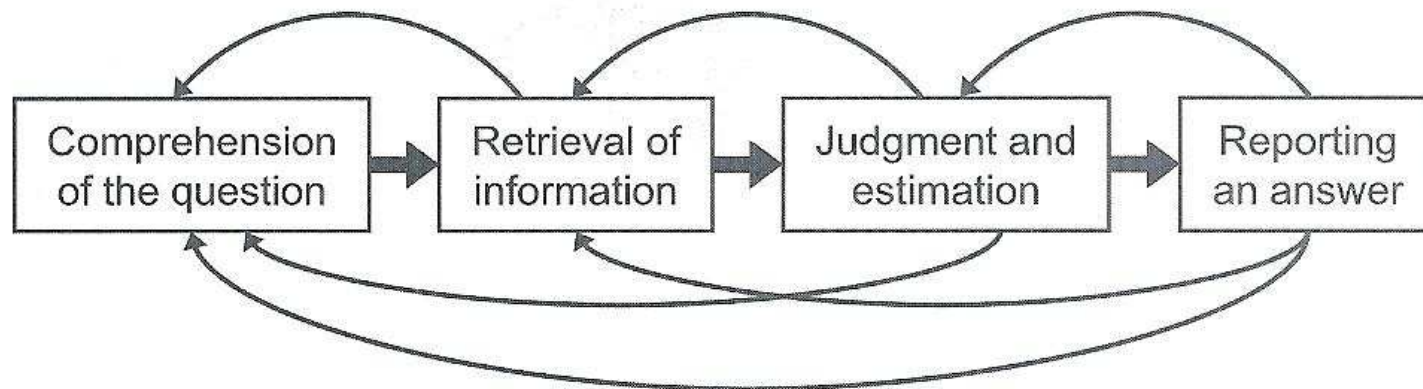 Comprehension
of the question
Retrieval of
information
Judgment and
estimation
Reporting
an answer